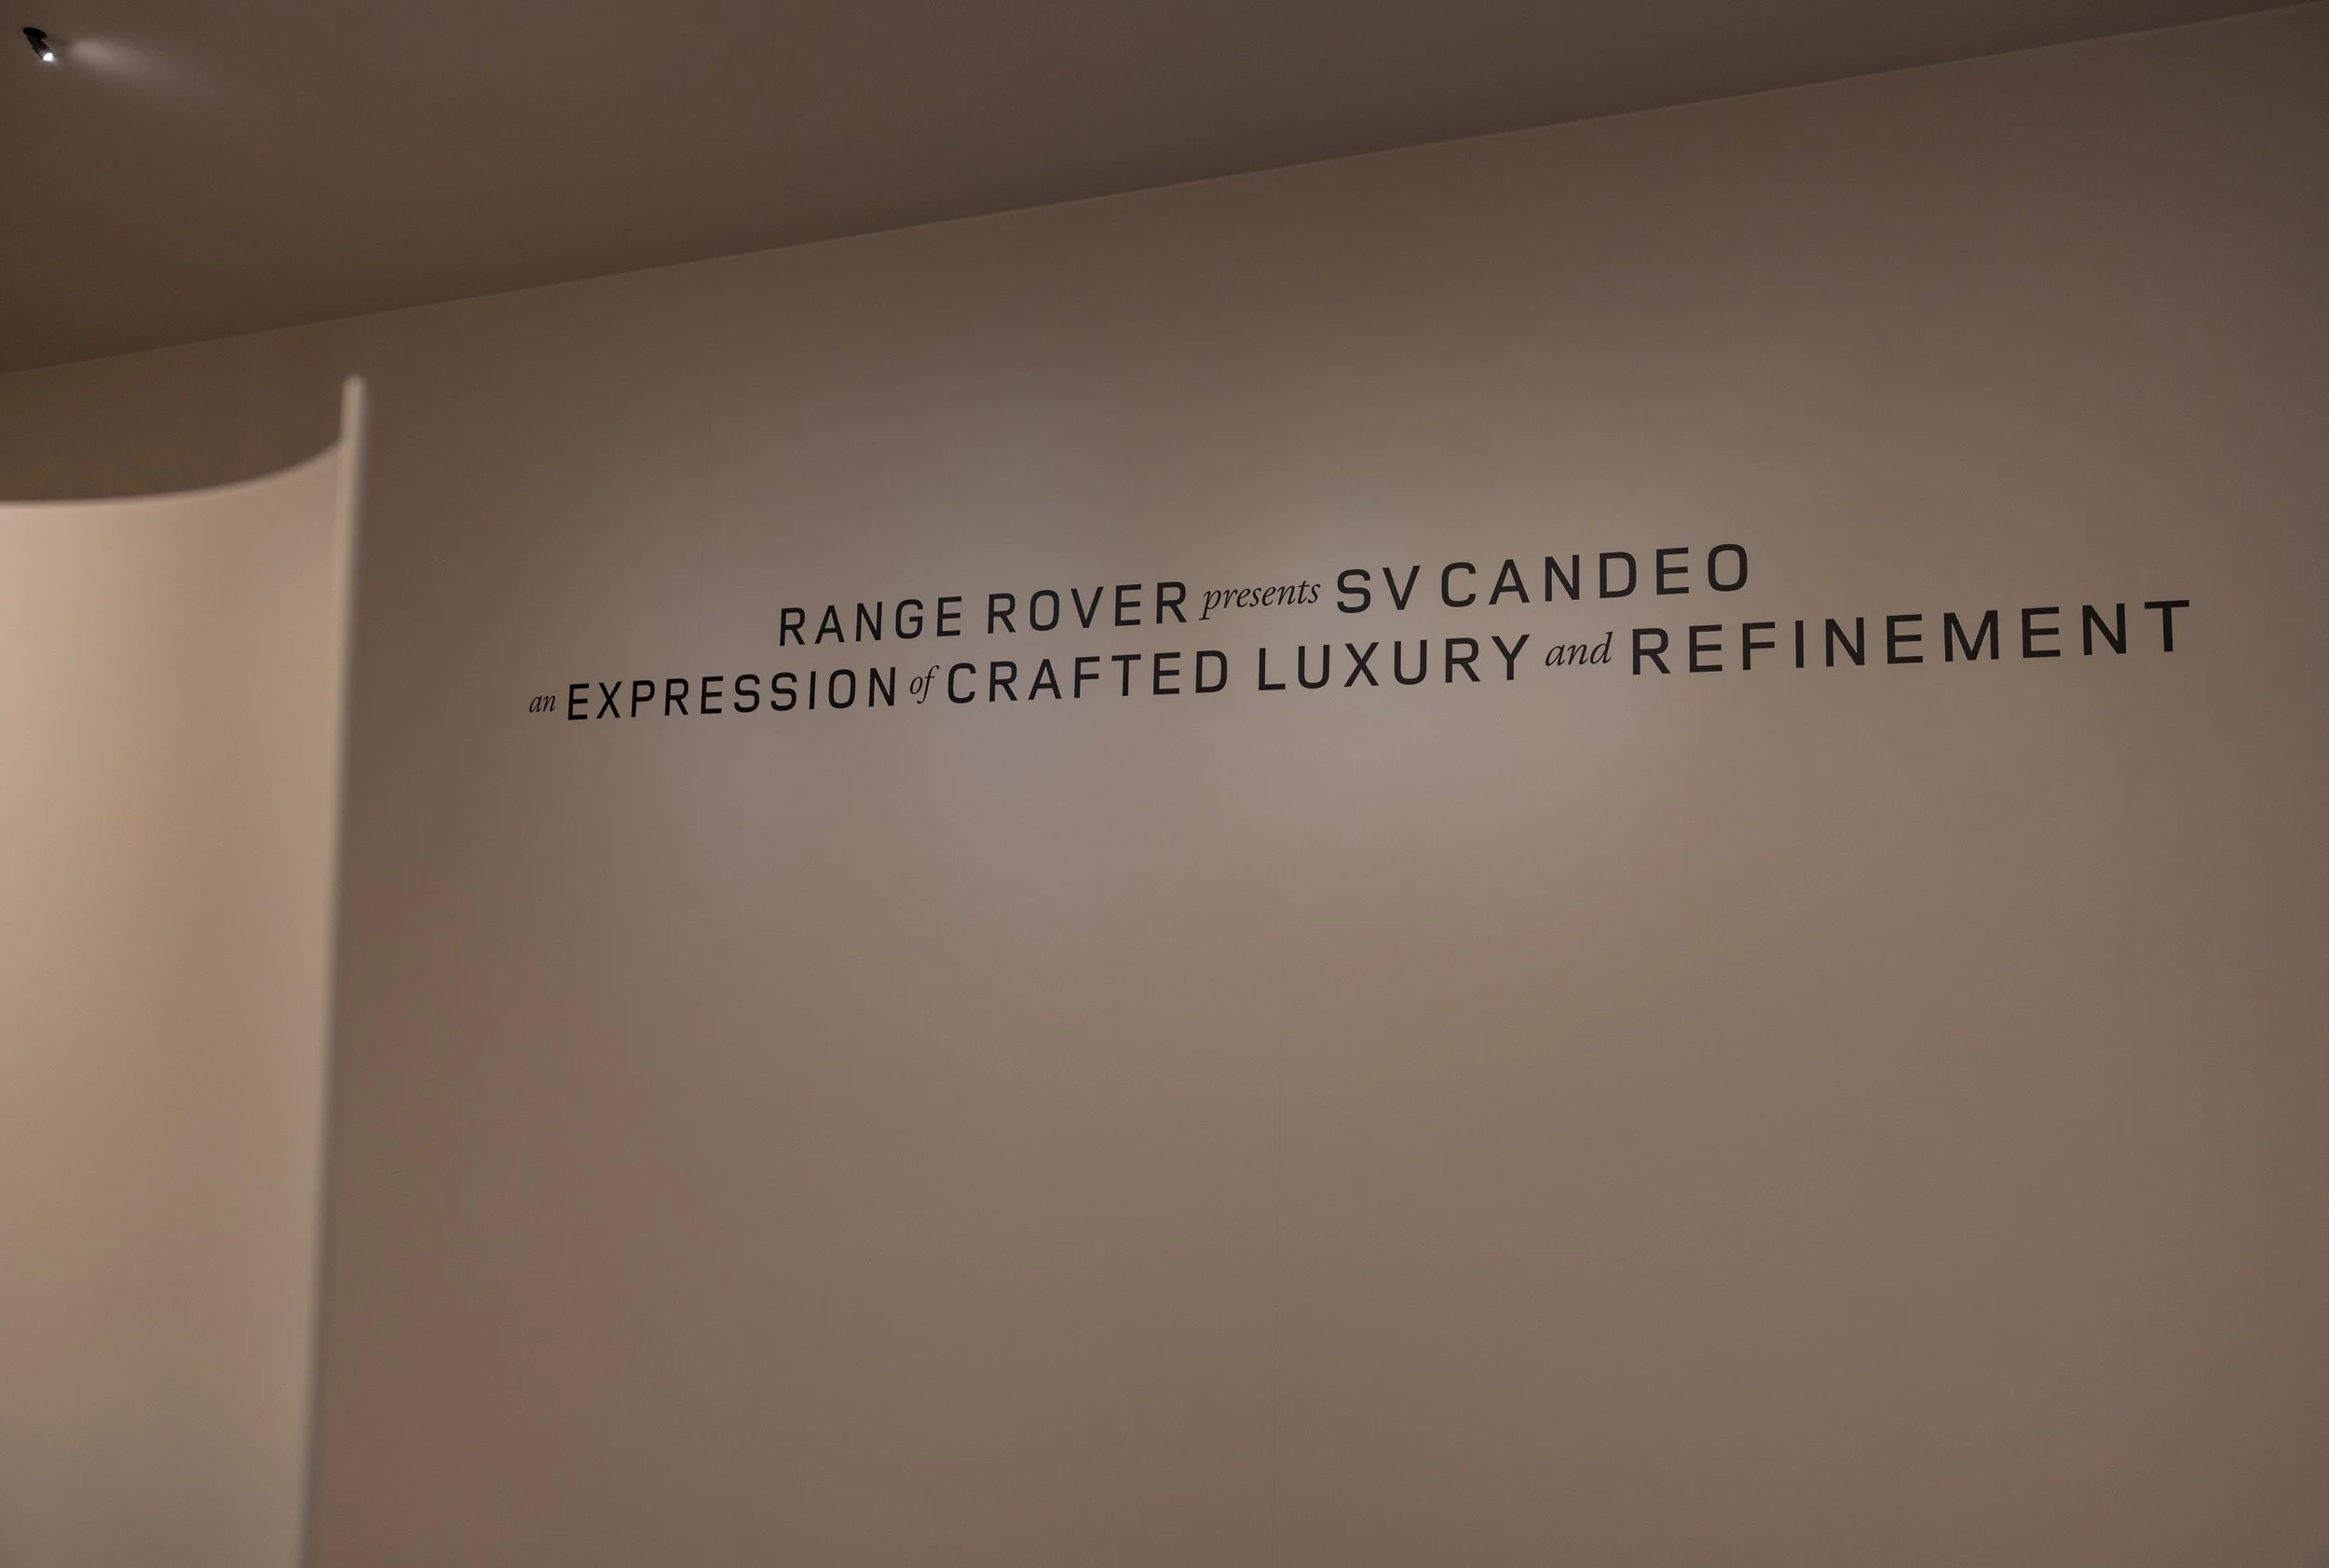 RANGE ROVER presents SV CANDEO
an EXPRESSION of CRAFTED LUXURY and REFINEMENT